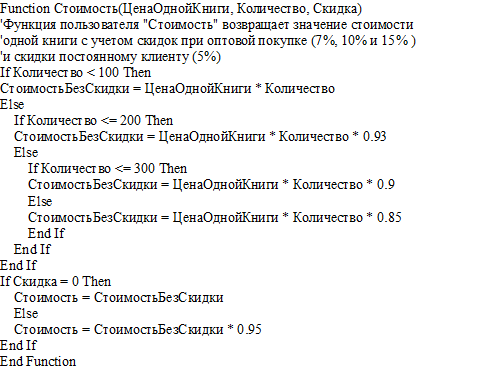 Function Стоимость(ЦенаОднойКниги, Количество, Скидка)
'Функция пользователя "Стоимость" возвращает значение стоимости
'одной книги с учетом скидок при оптовой покупке (7%, 10% и 15% )
'и скидки постоянному клиенту (5%)
If Количество < 100 Then
СтоимостьБезСкидки = ЦенаОднойКниги * Количество
Else
If Количество <= 200 Then
СтоимостьБезСкидки = ЦенаОднойКниги * Количество * 0.93
Else
If Количество <= 300 Then
СтоимостьБезСкидки = ЦенаОднойКниги * Количество * 0.9
Else
СтоимостьБезСкидки = ЦенаОднойКниги * Количество * 0.85
End If
End If
End If
If Скидка = 0 Then
Стоимость = СтоимостьБезСкидки
Else
Стоимость = СтоимостьБезСкидки * 0.95
End If
End Function